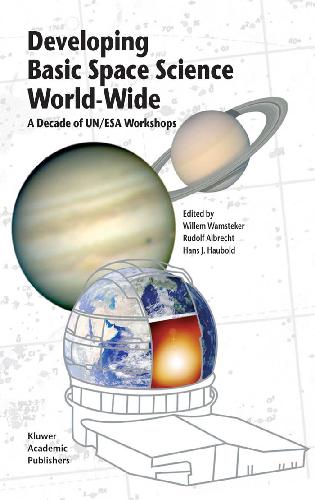 Developing
Basic Space Science
World-Wide
A Decade of UN/ESA Workshops
Edited by
Willem Wamsteker
Rudolf Albrecht
Hans J. Haubold
Kluwer
Academic
Publishers